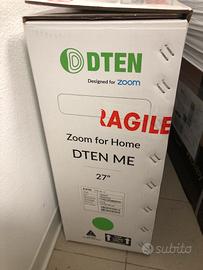 DTEN
Designed for zoom
RAGILE
Zoom for Home
DTEN ME
27"
subito